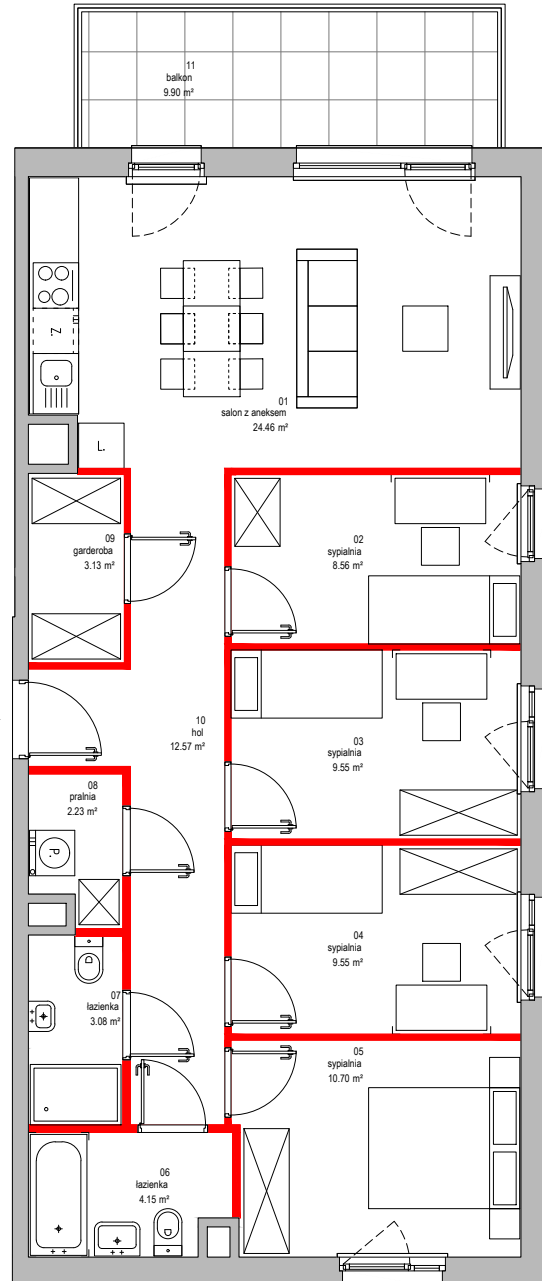 11
balkon
9.90 m²
Z.
01
salon z aneksem
24.46 m²
L.
09
garderoba
3.13 m²
02
sypialnia
8.56 m²
10
hol
12.57 m²
03
sypialnia
9.55 m²
08
pralnia
2.23 m²
P.
04
sypialnia
9.55 m²
07
łazienka
3.08 m²
05
sypialnia
10.70 m²
06
łazienka
4.15 m²